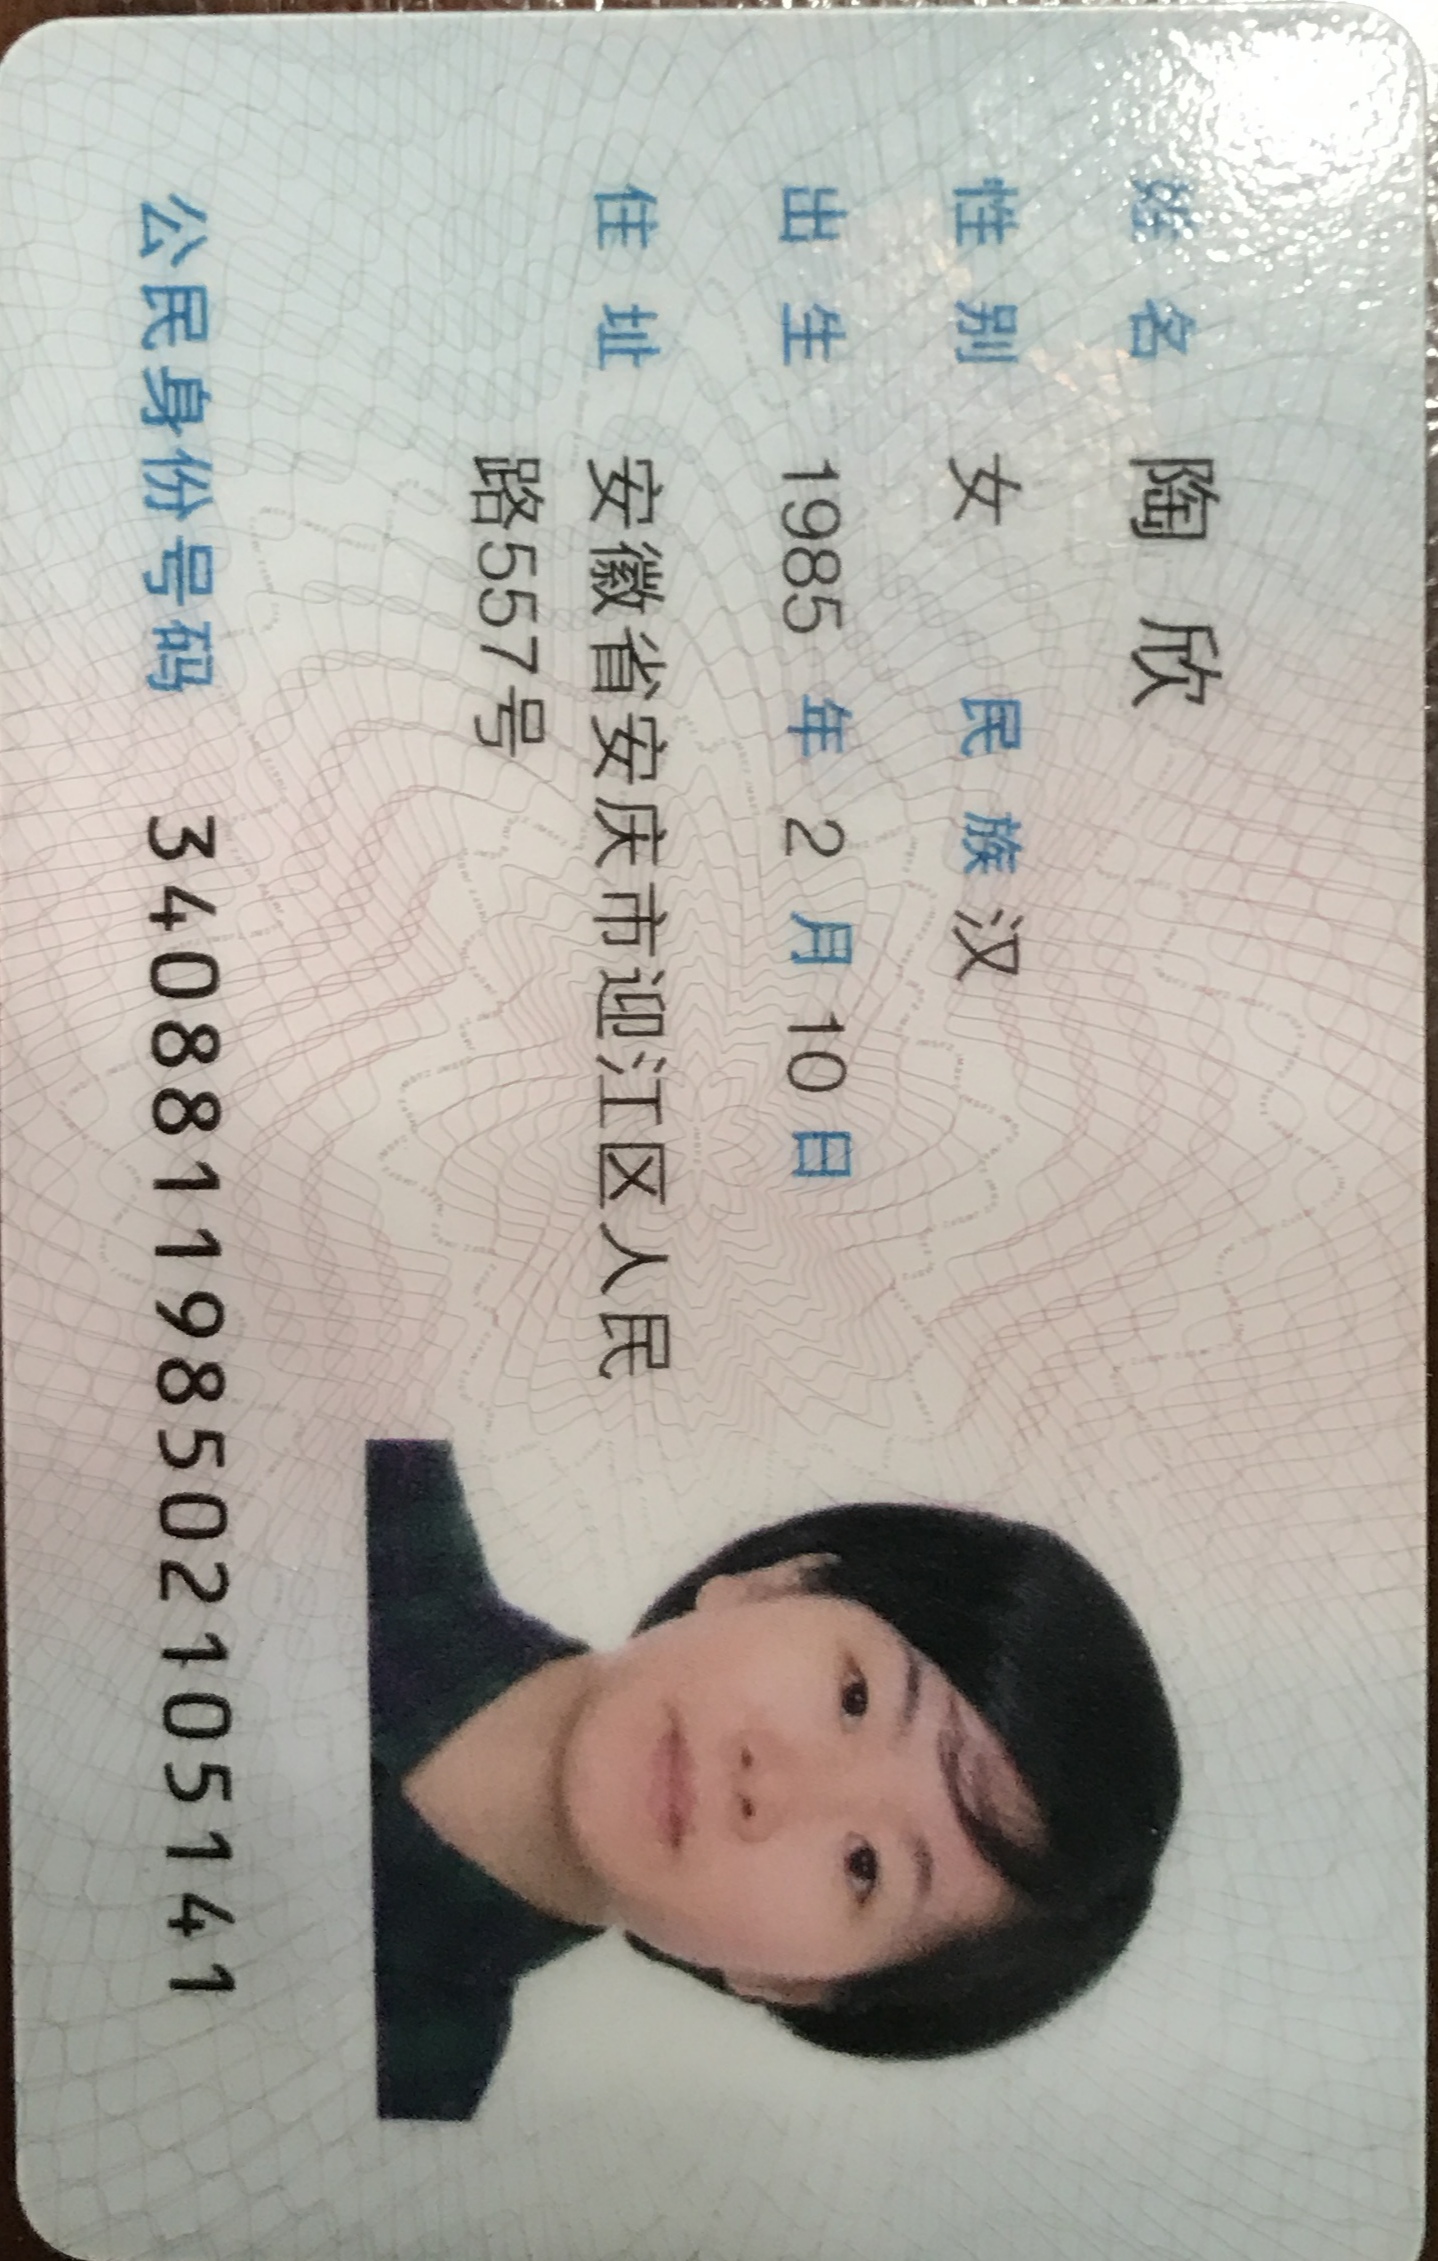 姓名 陶欣
性别 女 民族 汉
出生 1985 年 2 月 10 日
住址 安徽省安庆市迎江区人民
路557号
公民身份号码 340881198502105141